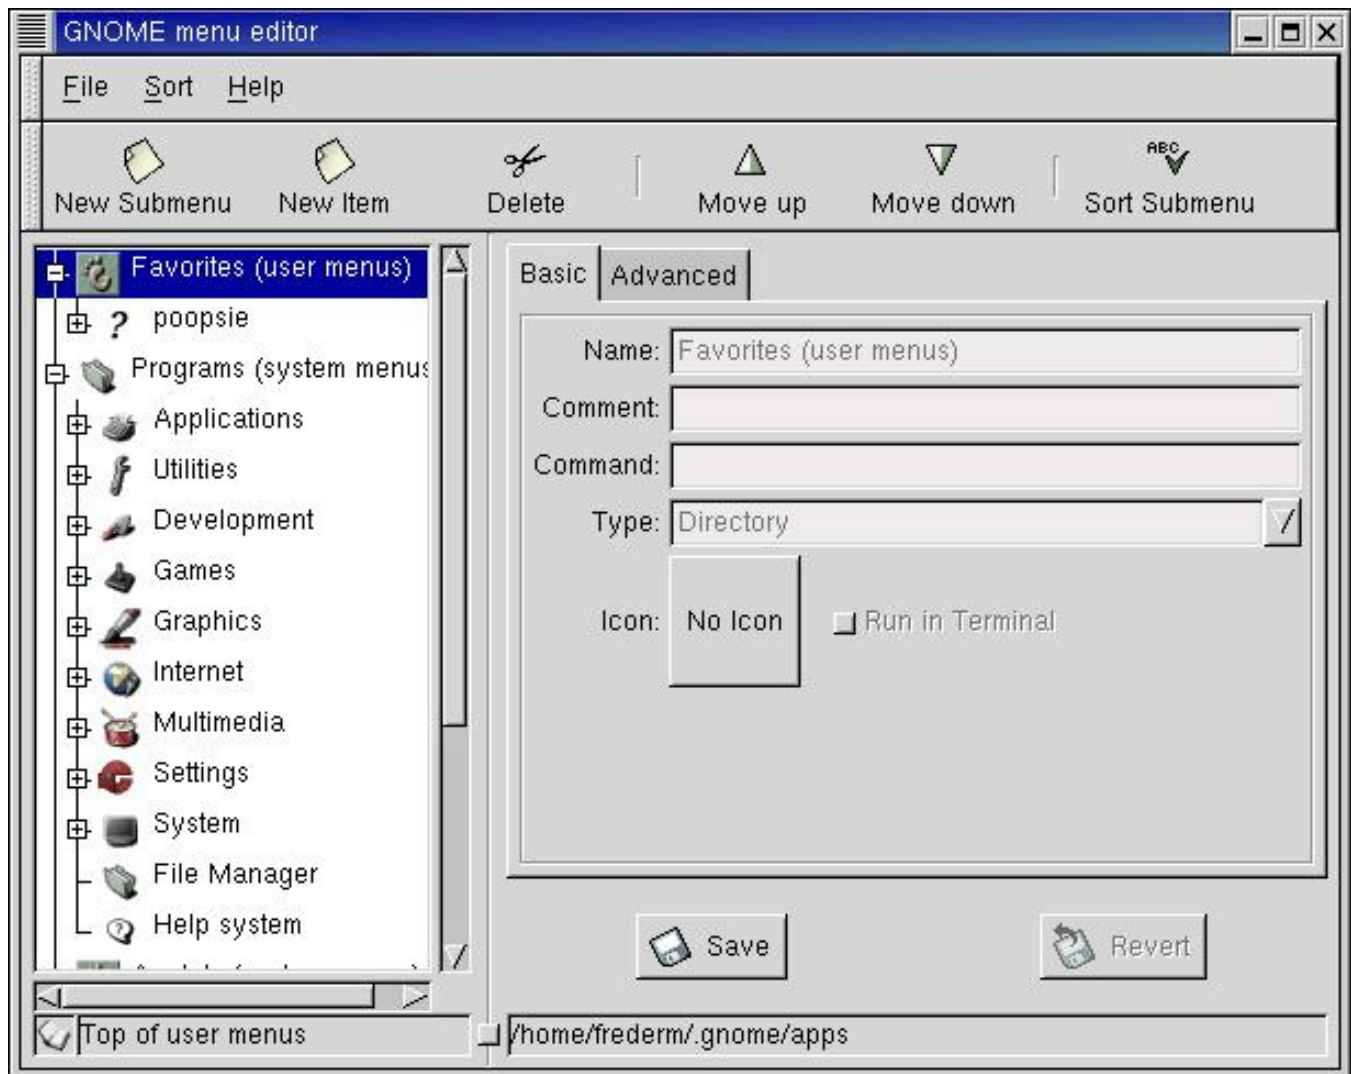 GNOME menu editor
File Sort Help
New Submenu New Item Delete Move up Move down ABC Sort Submenu
Favorites (user menus)
poopsie
Programs (system menus
Applications
Utilities
Development
Games
Graphics
Internet
Multimedia
Settings
System
File Manager
Help system
Top of user menus
Basic Advanced
Name: Favorites (user menus)
Comment:
Command:
Type: Directory
Icon: No Icon Run in Terminal
Save Revert
/home/frederm/.gnome/apps